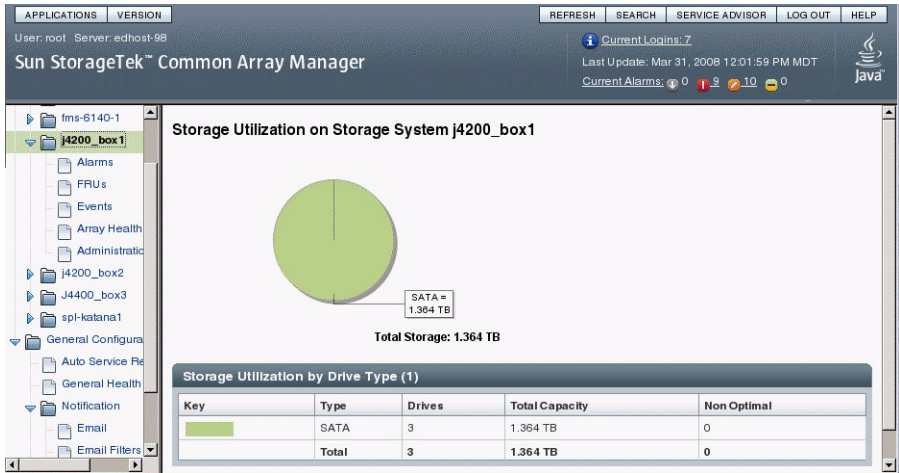 APPLICATIONS VERSION REFRESH SEARCH SERVICE ADVISOR LOG OUT HELP
User: root Server: edhost-98
Sun StorageTek™ Common Array Manager
Current Logins: 7
Last Update: Mar 31, 2008 12:01:59 PM MDT
Current Alarms: 0 9 10 0
Java
fms-6140-1
j4200_box1
Alarms
FRUs
Events
Array Health
Administratio
j4200_box2
J4400_box3
spl-katana1
General Configura
Auto Service Re
General Health
Notification
Email
Email Filters
Storage Utilization on Storage System j4200_box1
SATA =
1.364 TB
Total Storage: 1.364 TB
Storage Utilization by Drive Type (1)
Key Type Drives Total Capacity Non Optimal
SATA 3 1.364 TB 0
Total 3 1.364 TB 0